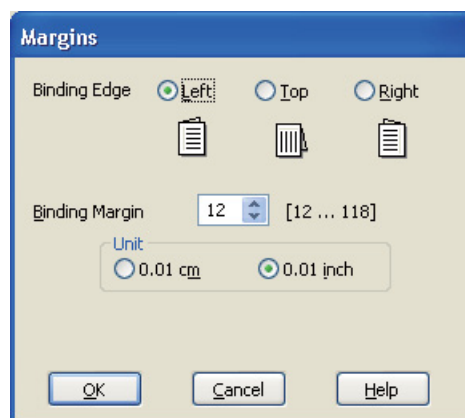 Margins
Binding Edge Left Top Right
Binding Margin 12 [12 ... 118]
Unit
0.01 cm 0.01 inch
OK Cancel Help